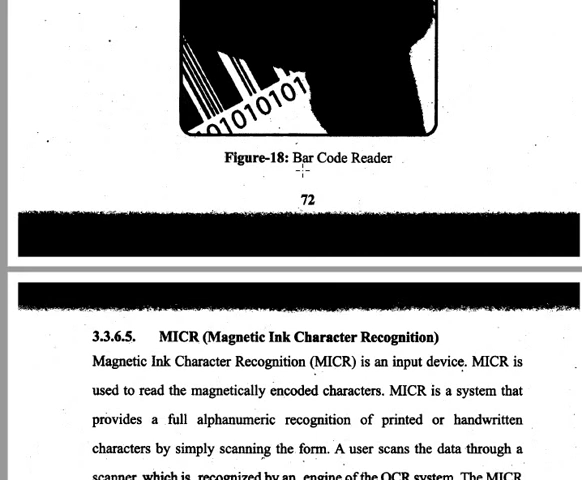 01010101
Figure-18: Bar Code Reader
72
3.3.6.5. MICR (Magnetic Ink Character Recognition)
Magnetic Ink Character Recognition (MICR) is an input device. MICR is
used to read the magnetically encoded characters. MICR is a system that
provides a full alphanumeric recognition of printed or handwritten
characters by simply scanning the form. A user scans the data through a
scanner which is recognized by an engine of the OCR system. The MICR